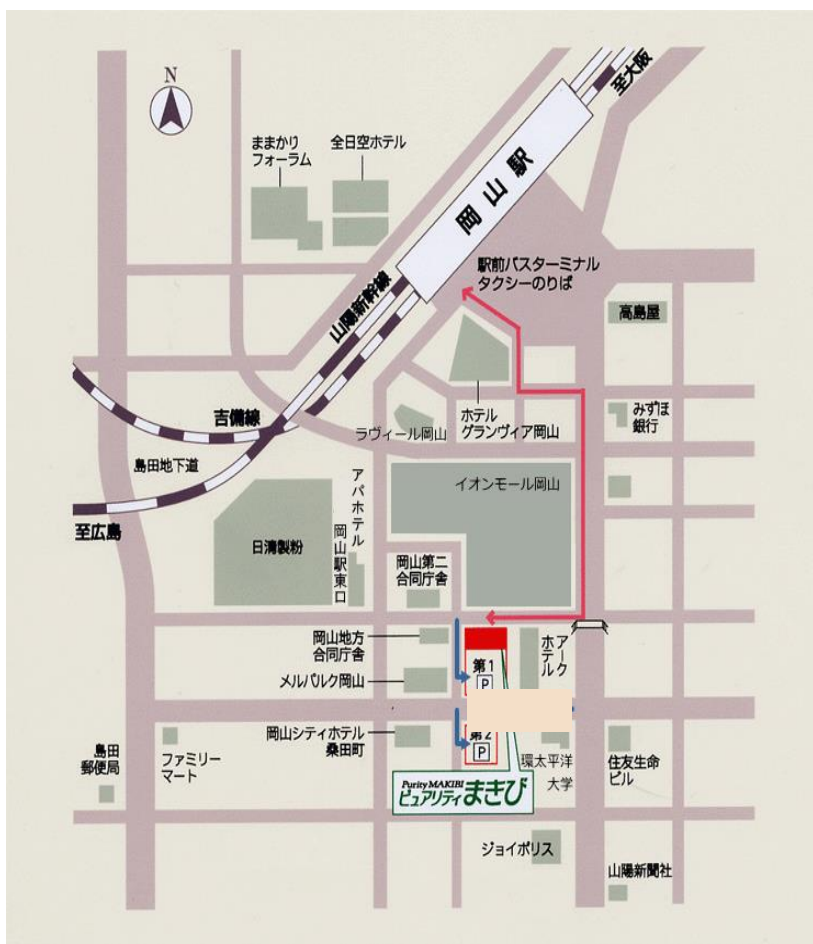 N
至大阪
ままかり
フォーラム
全日空ホテル
岡山駅
駅前バスターミナル
タクシーのりば
山陽新幹線
高島屋
吉備線
ラヴィール岡山
ホテル
グランヴィア岡山
みずほ
銀行
島田地下道
アパホテル
岡山駅東口
イオンモール岡山
至広島
日清製粉
岡山第二
合同庁舎
岡山地方
合同庁舎
アーク
ホテル
第1
P
メルパルク岡山
岡山シティホテル
桑田町
第2
P
島田
郵便局
ファミリー
マート
環太平洋
大学
住友生命
ビル
Purity MAKIBI
ピュアリティまきび
ジョイポリス
山陽新聞社